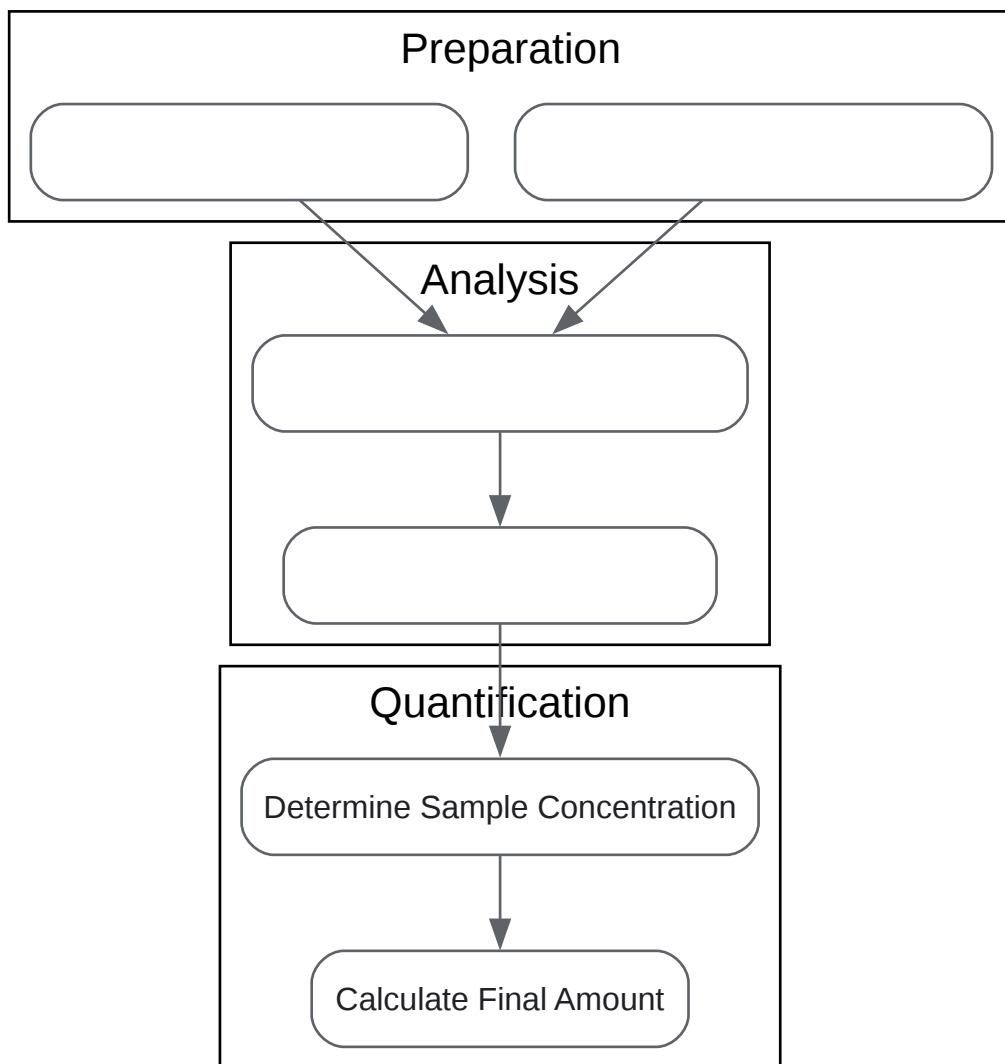 Preparation
Analysis
Quantification
Determine Sample Concentration
Calculate Final Amount